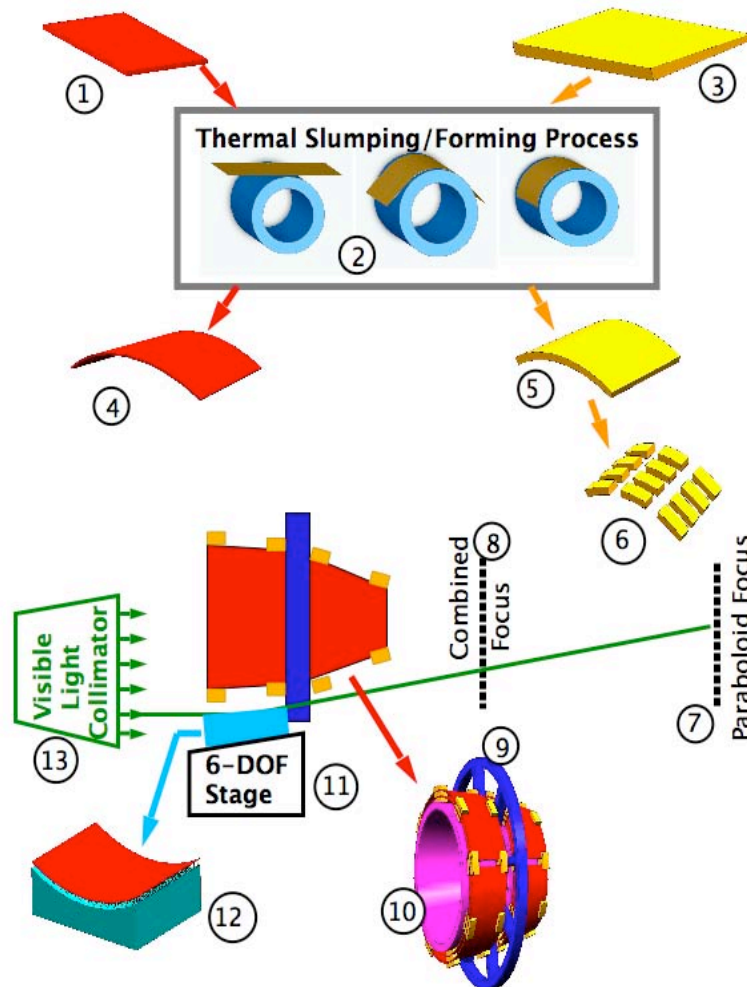 1
3
Thermal Slumping/Forming Process
2
4
5
6
8
Combined
Focus
Paraboloid Focus
7
Visible
Light
Collimator
13
6-DOF
Stage
11
9
10
12